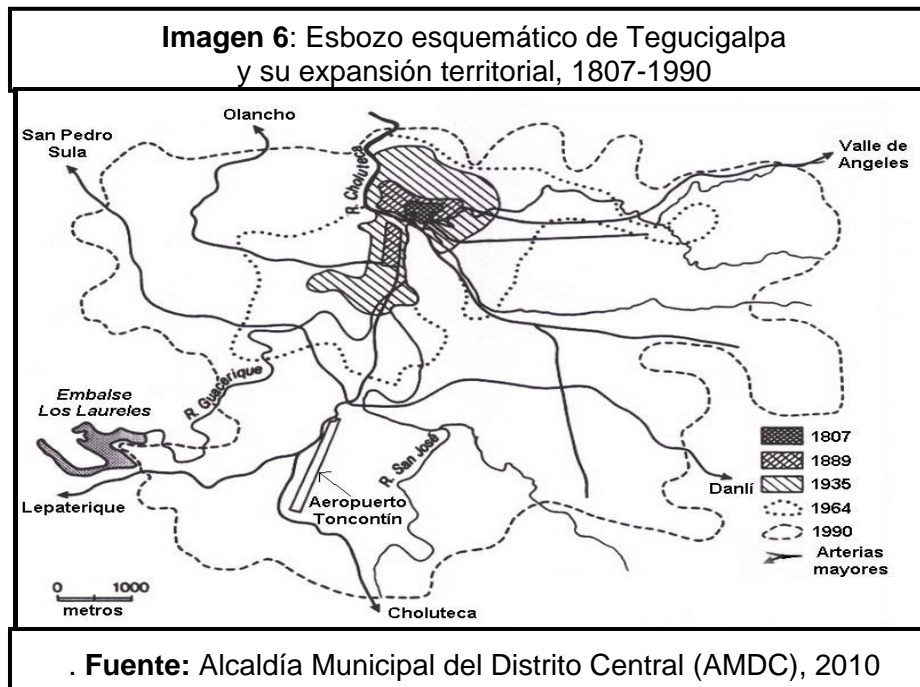 Imagen 6: Esbozo esquemático de Tegucigalpa
y su expansión territorial, 1807-1990
Olancho
San Pedro
Sula
R. Choluteca
Valle de
Angeles
Embalse
Los Laureles
R. Guacerique
Lepaterique
Aeropuerto
Toncontín
R. San José
Danlí
Choluteca
1807
1889
1935
1964
1990
Arterias
mayores
0 1000
metros
. Fuente: Alcaldía Municipal del Distrito Central (AMDC), 2010